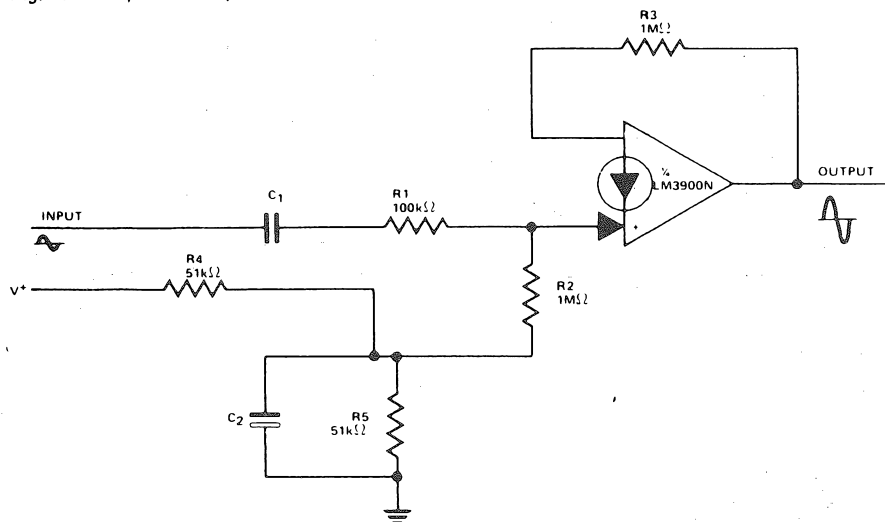 R3
1MΩ
¼
LM3900N
OUTPUT
C1
R1
100kΩ
INPUT
+
R4
51kΩ
V+
R2
1MΩ
C2
R5
51kΩ